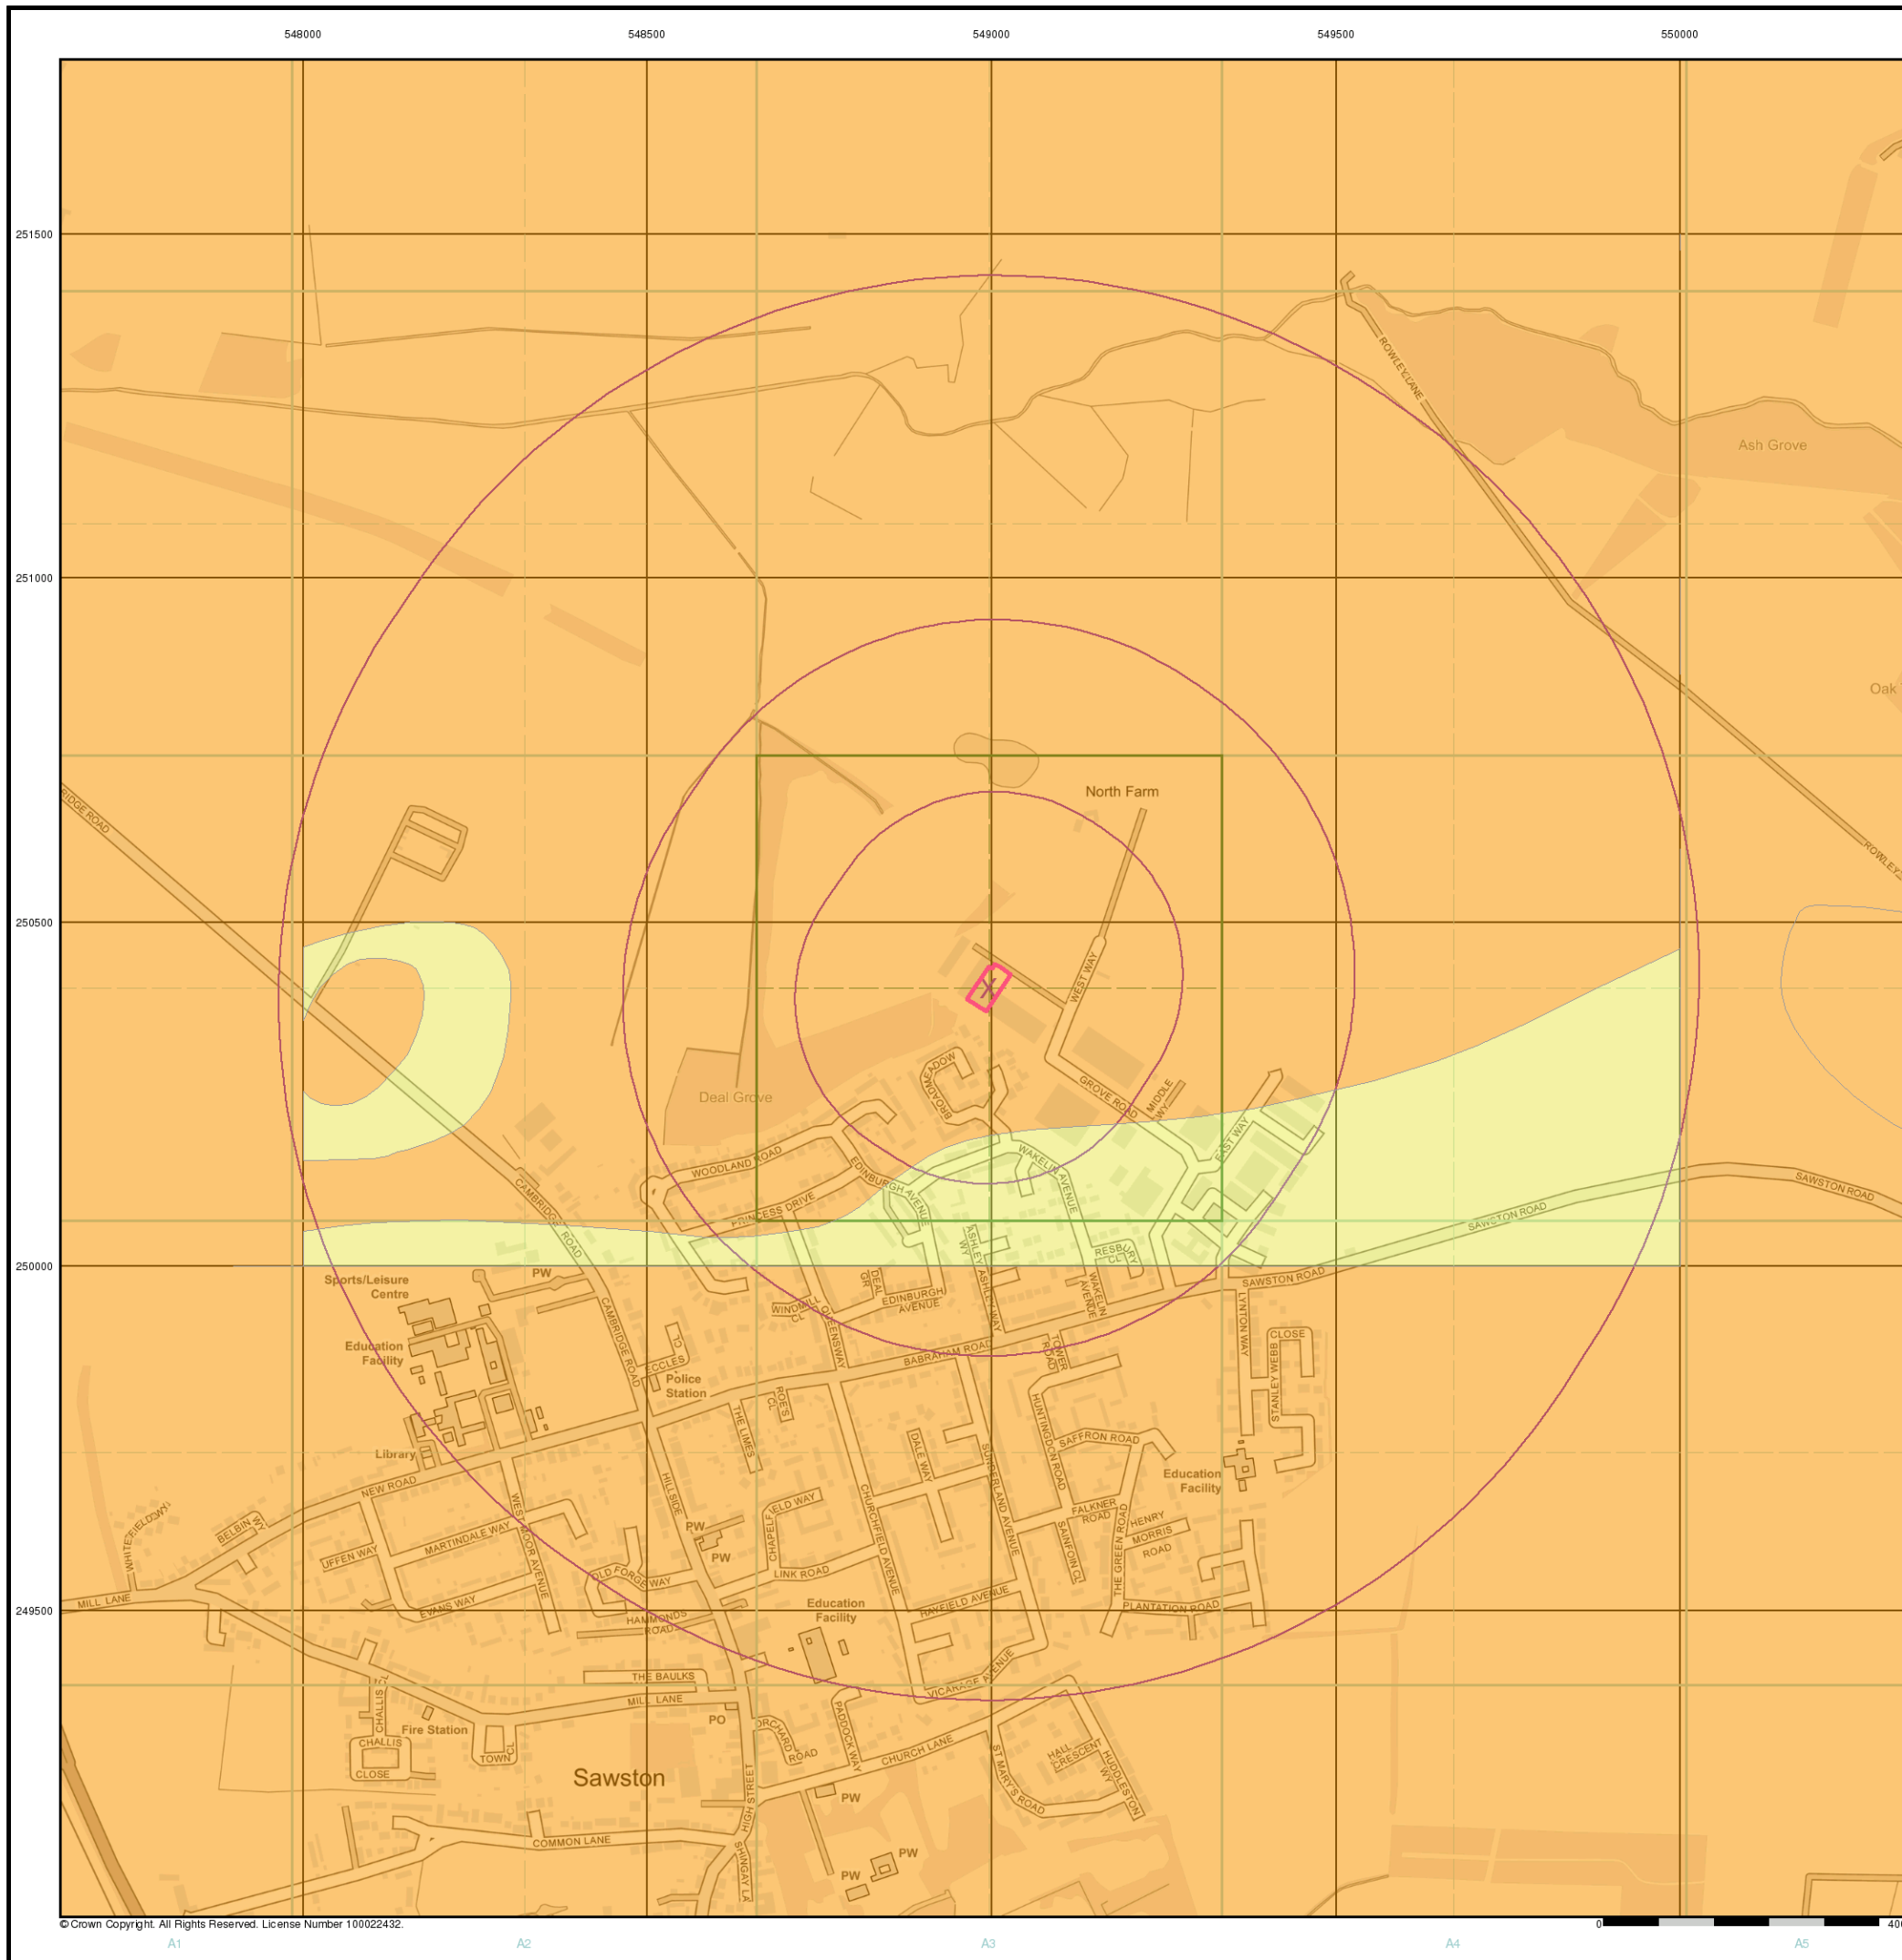 548000 548500 549000 549500 550000
251500
ROWLEY LANE
Ash Grove
251000
Oak
250750
North Farm
RIDGE ROAD
ROWLEY
250500
WEST WAY
BROADMEADOW
Deal Grove
GROVE ROAD
MIDDLE
WY
EAST WAY
WOODLAND ROAD
WAKELIN AVENUE
EDINBURGH AVENUE
CAMBRIDGE ROAD
PRINCESS DRIVE
SAWSTON ROAD
SAWSTON ROAD
ASHLEY
WY
RESBURY
CL
250000
PW
Sports/Leisure
Centre
SAWSTON ROAD
DEAL
GR
EDINBURGH
AVENUE
ASHLEY WAY
WAKELIN
AVENUE
WINDMILL
CL
QUEENSWAY
CAMBRIDGE ROAD
LYNTON WAY
CLOSE
STANLEY WEBB
Education
Facility
BABRAHAM ROAD
TOWER
ROAD
ECCLES
CL
Police
Station
ROE'S
CL
THE LIMES
HUNTINGDON ROAD
SAFFRON ROAD
Library
DALE WAY
SUNDERLAND AVENUE
Education
Facility
NEW ROAD
HILLSIDE
CHURCHFIELD AVENUE
WHITEFIELD WY
BELBIN
WY
WESTMOOR AVENUE
MARTINDALE WAY
UFFEN WAY
PW
PW
CHAPELFIELD WAY
FALKNER
ROAD
HENRY
MORRIS
ROAD
SAINFOIN CL
THE GREEN ROAD
LINK ROAD
OLD FORGE WAY
MILL LANE
EVANS WAY
HAMMONDS
ROAD
Education
Facility
HAYFIELD AVENUE
PLANTATION ROAD
249500
THE BAULKS
MILL LANE
VICARAGE AVENUE
CHALLIS CL
Fire Station
PO
ORCHARD
ROAD
PADDOCK WAY
CHURCH LANE
CHALLIS
CLOSE
TOWN
CL
HALL
CRESCENT
HUDDLESTON
WY
ST MARY'S ROAD
Sawston
HIGH STREET
PW
COMMON LANE
SHINGAY LA
PW
PW
© Crown Copyright. All Rights Reserved. License Number 100022432.
0
A1 A2 A3 A4 A5